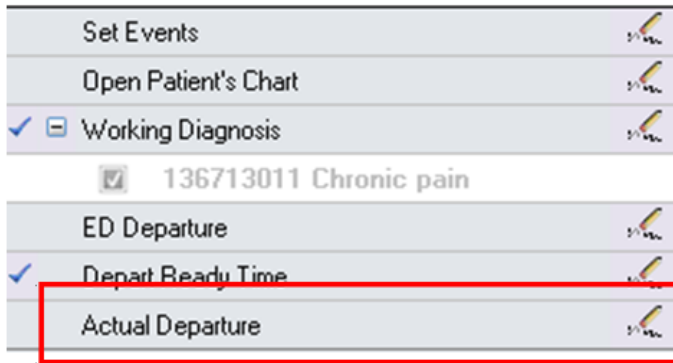 Set Events
Open Patient's Chart
Working Diagnosis
136713011 Chronic pain
ED Departure
Depart Ready Time
Actual Departure